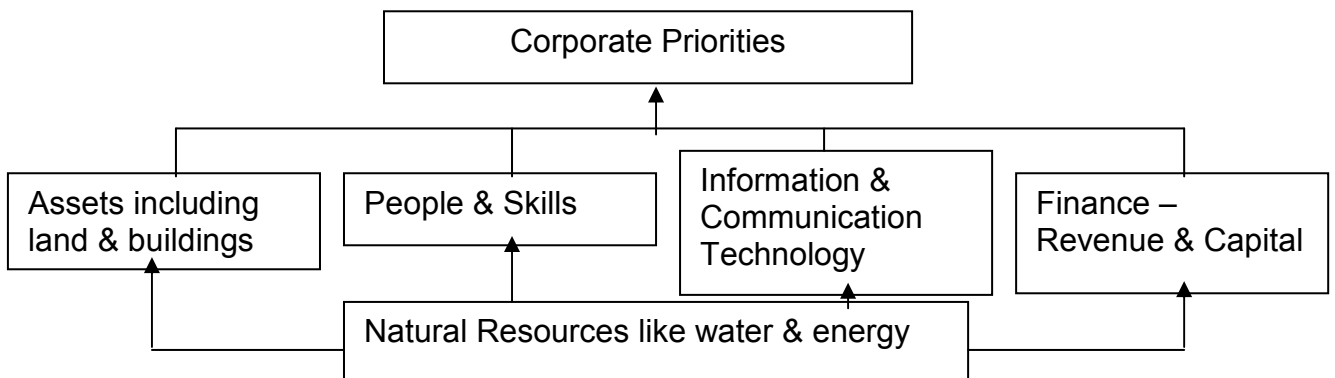 Corporate Priorities
Assets including
land & buildings
People & Skills
Information &
Communication
Technology
Finance –
Revenue & Capital
Natural Resources like water & energy